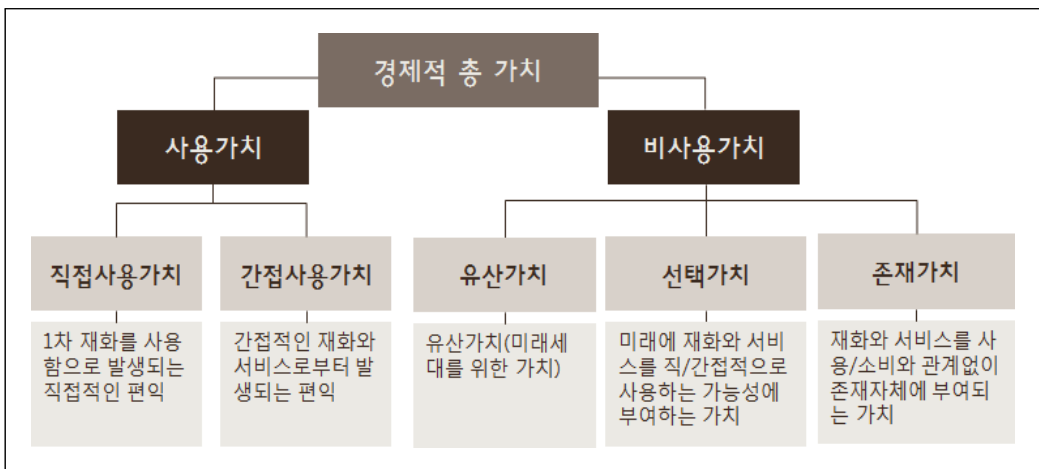 경제적 총 가치
사용가치
비사용가치
직접사용가치
간접사용가치
유산가치
선택가치
존재가치
1차 재화를 사용
함으로 발생되는
직접적인 편익
간접적인 재화와
서비스로부터 발
생되는 편익
유산가치(미래세
대를 위한 가치)
미래에 재화와 서비
스를 직/간접적으로
사용하는 가능성에
부여하는 가치
재화와 서비스를 사
용/소비와 관계없이
존재자체에 부여되
는 가치